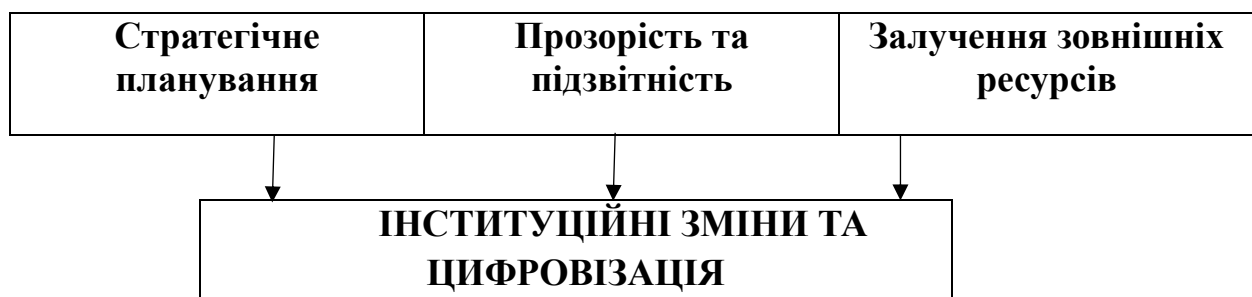 Стратегічне
планування
Прозорість та
підзвітність
Залучення зовнішніх
ресурсів
ІНСТИТУЦІЙНІ ЗМІНИ ТА
ЦИФРОВІЗАЦІЯ